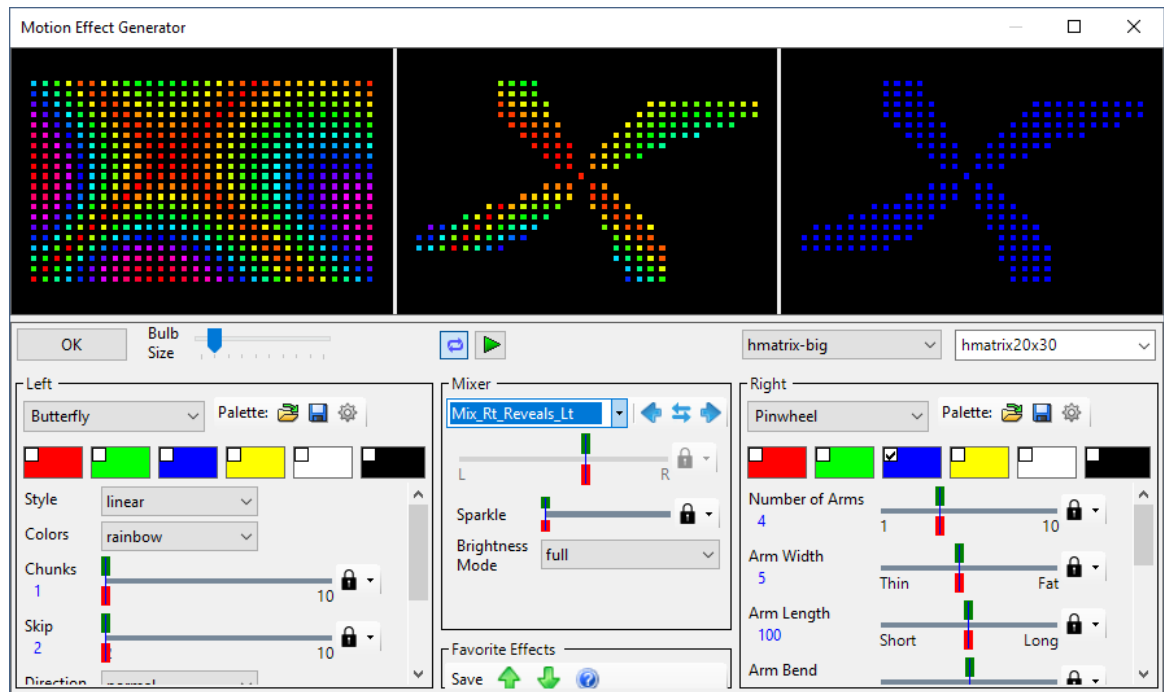 Motion Effect Generator
OK
Bulb Size
hmatrix-big
hmatrix20x30
Left
Butterfly
Palette:
Style
linear
Colors
rainbow
Chunks
1
10
Skip
2
10
Direction
normal
Mixer
Mix_Rt_Reveals_Lt
L
R
Sparkle
Brightness Mode
full
Favorite Effects
Save
Right
Pinwheel
Palette:
Number of Arms
4
1
10
Arm Width
5
Thin
Fat
Arm Length
100
Short
Long
Arm Bend